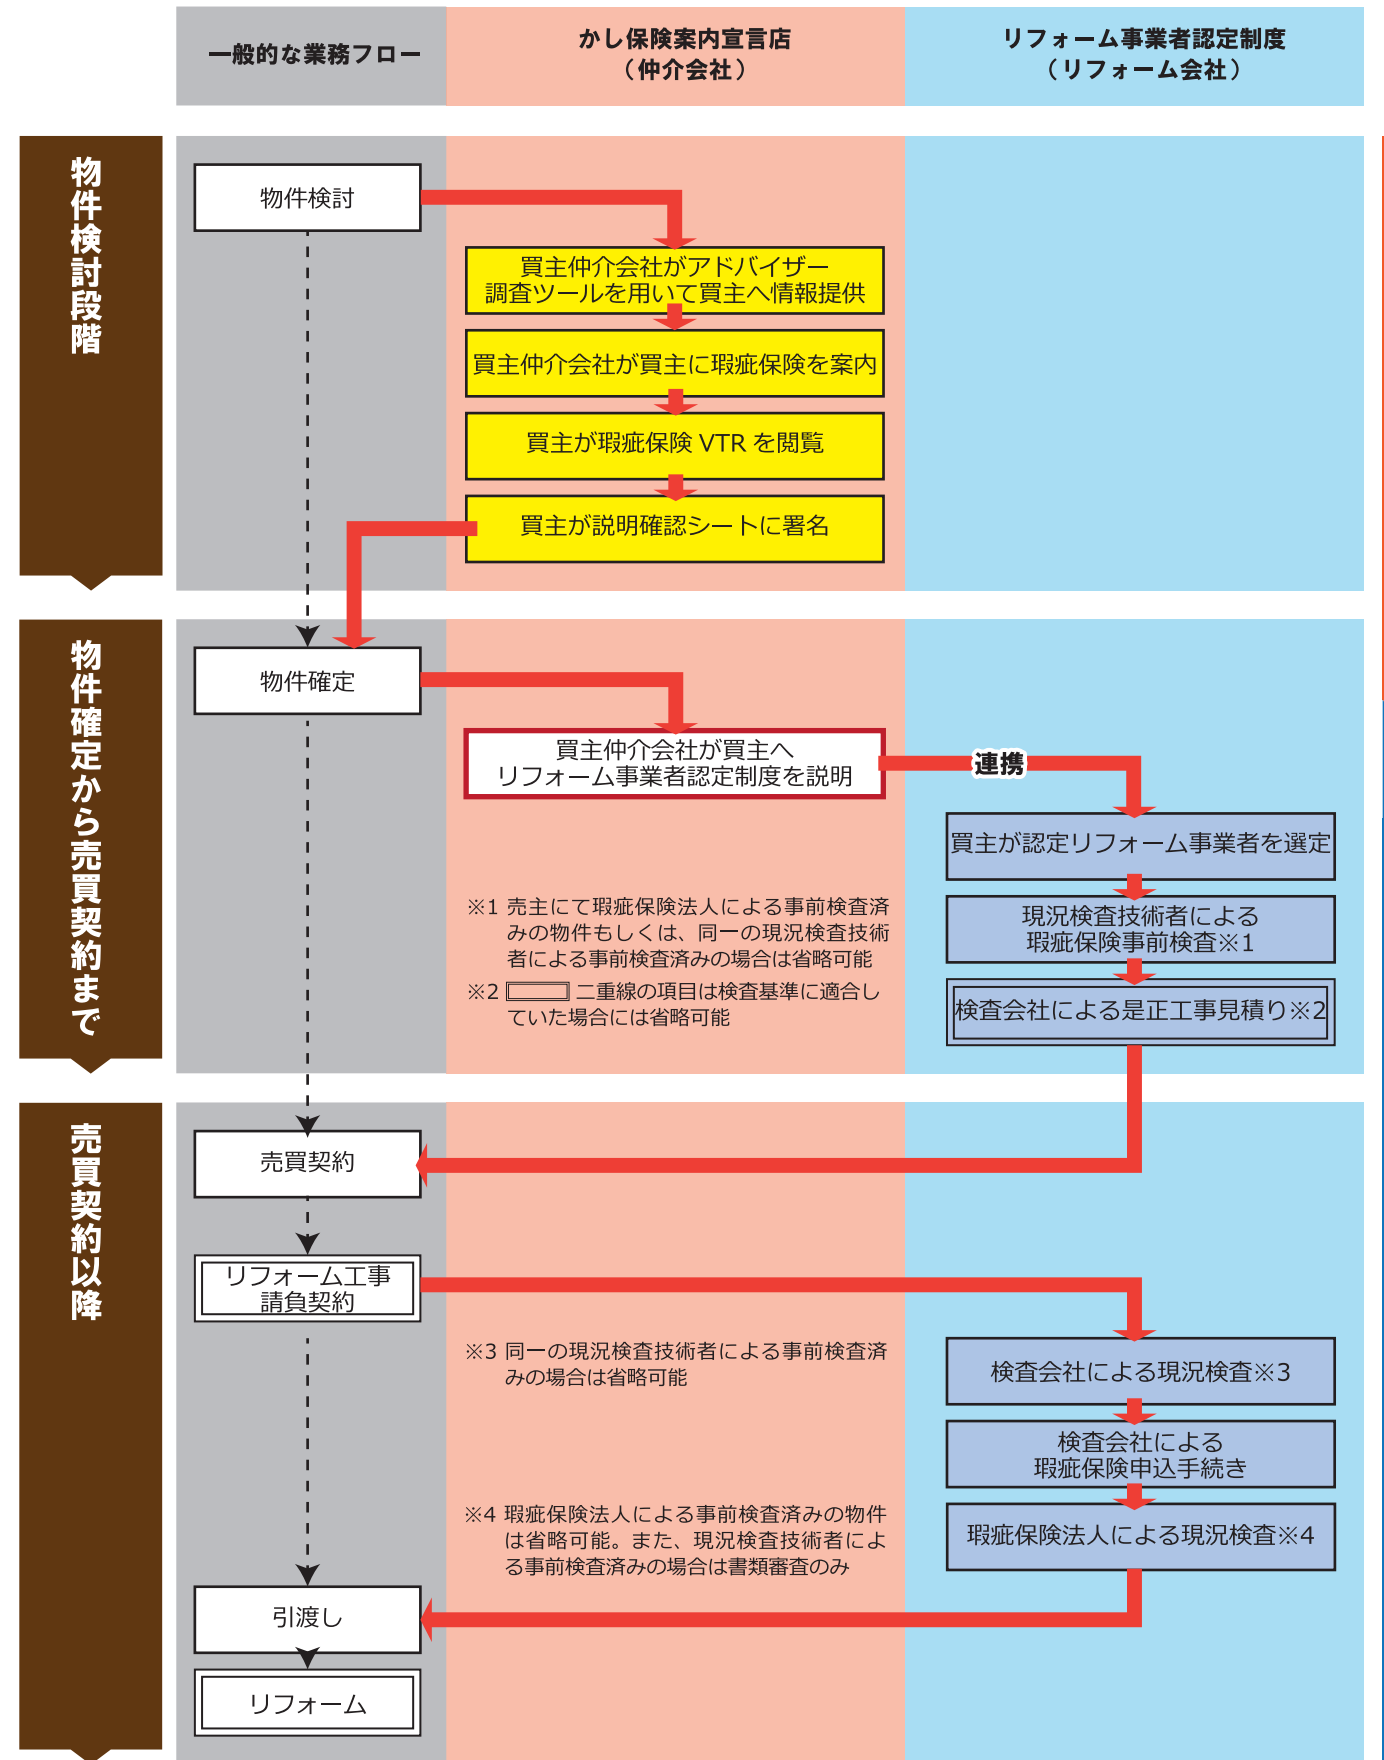 一般的な業務フロー
かし保険案内宣言店
（仲介会社）
リフォーム事業者認定制度
（リフォーム会社）
物件検討段階
物件検討
買主仲介会社がアドバイザー
調査ツールを用いて買主へ情報提供
買主仲介会社が買主に瑕疵保険を案内
買主が瑕疵保険 VTR を閲覧
買主が説明確認シートに署名
物件確定から売買契約まで
物件確定
買主仲介会社が買主へ
リフォーム事業者認定制度を説明
連携
買主が認定リフォーム事業者を選定
現況検査技術者による
瑕疵保険事前検査※1
検査会社による是正工事見積り※2
※1 売主にて瑕疵保険法人による事前検査済
みの物件もしくは、同一の現況検査技術
者による事前検査済みの場合は省略可能
※2 二重線の項目は検査基準に適合し
ていた場合には省略可能
売買契約以降
売買契約
リフォーム工事
請負契約
※3 同一の現況検査技術者による事前検査済
みの場合は省略可能
検査会社による現況検査※3
検査会社による
瑕疵保険申込手続き
※4 瑕疵保険法人による事前検査済みの物件
は省略可能。また、現況検査技術者によ
る事前検査済みの場合は書類審査のみ
瑕疵保険法人による現況検査※4
引渡し
リフォーム